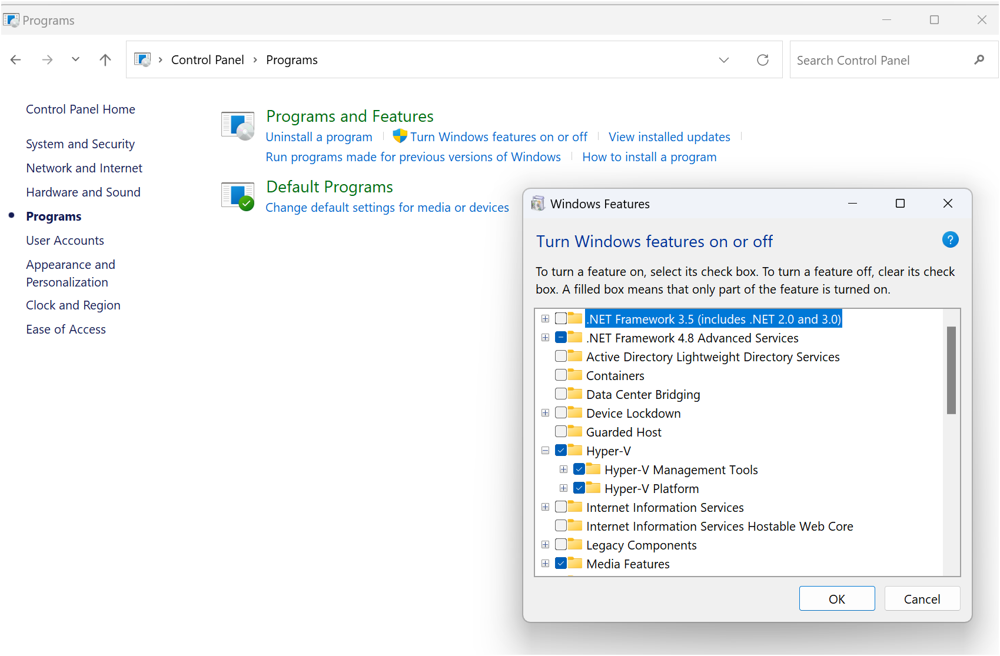 Programs
Control Panel
Programs
Search Control Panel
Control Panel Home
System and Security
Network and Internet
Hardware and Sound
Programs
User Accounts
Appearance and
Personalization
Clock and Region
Ease of Access
Programs and Features
Uninstall a program
Turn Windows features on or off
View installed updates
Run programs made for previous versions of Windows
How to install a program
Default Programs
Change default settings for media or devices
Windows Features
Turn Windows features on or off
?
To turn a feature on, select its check box. To turn a feature off, clear its check
box. A filled box means that only part of the feature is turned on.
.NET Framework 3.5 (includes .NET 2.0 and 3.0)
.NET Framework 4.8 Advanced Services
Active Directory Lightweight Directory Services
Containers
Data Center Bridging
Device Lockdown
Guarded Host
Hyper-V
Hyper-V Management Tools
Hyper-V Platform
Internet Information Services
Internet Information Services Hostable Web Core
Legacy Components
Media Features
OK
Cancel